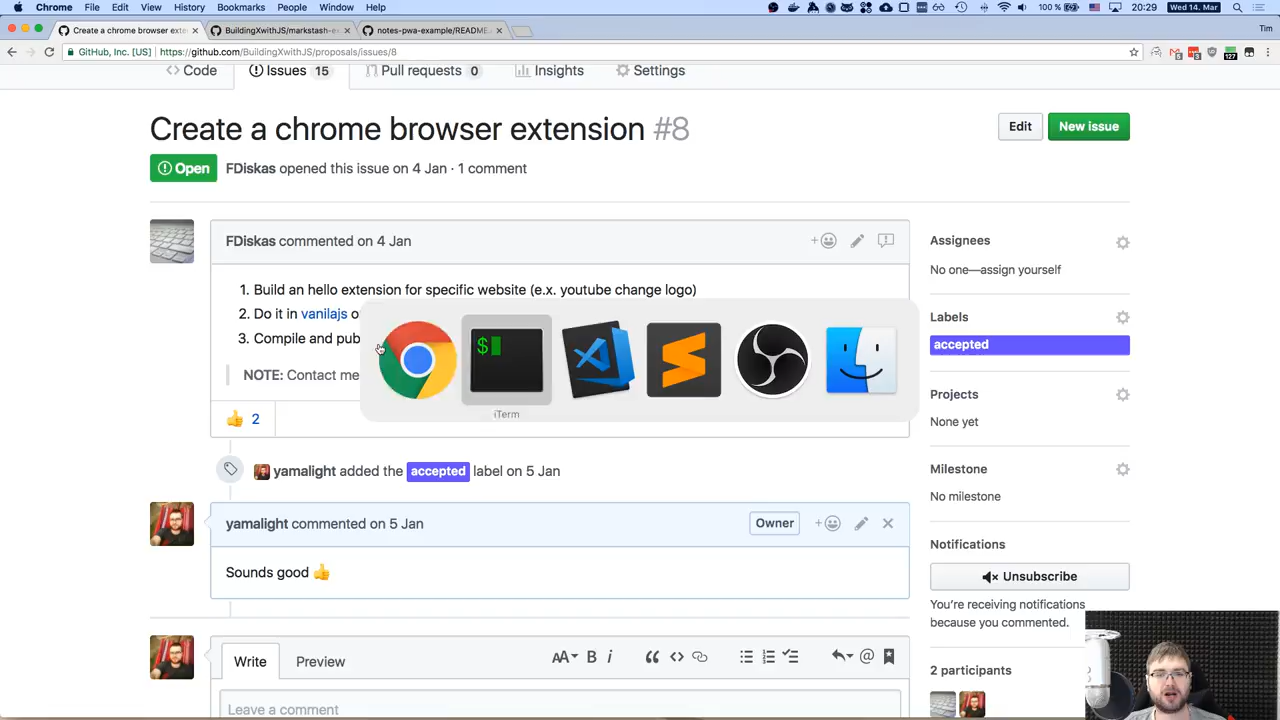 Chrome File Edit View History Bookmarks People Window Help
100 % 20:29 Wed 14. Mar
Create a chrome browser extension
BuildingXwithJS/markstash-ex
notes-pwa-example/README.
Tim
GitHub, Inc. [US] https://github.com/BuildingXwithJS/proposals/issues/8
127
Code Issues 15 Pull requests 0 Insights Settings
Create a chrome browser extension #8
Edit New issue
Open FDiskas opened this issue on 4 Jan · 1 comment
FDiskas commented on 4 Jan
1. Build an hello extension for specific website (e.x. youtube change logo)
2. Do it in vanilajs o
3. Compile and pub
NOTE: Contact me
2
$
iTerm
yamalight added the accepted label on 5 Jan
yamalight commented on 5 Jan
Owner
Sounds good 👍
Write Preview
AA B i
Leave a comment
Assignees
No one—assign yourself
Labels
accepted
Projects
None yet
Milestone
No milestone
Notifications
Unsubscribe
You're receiving notifications
because you commented.
2 participants